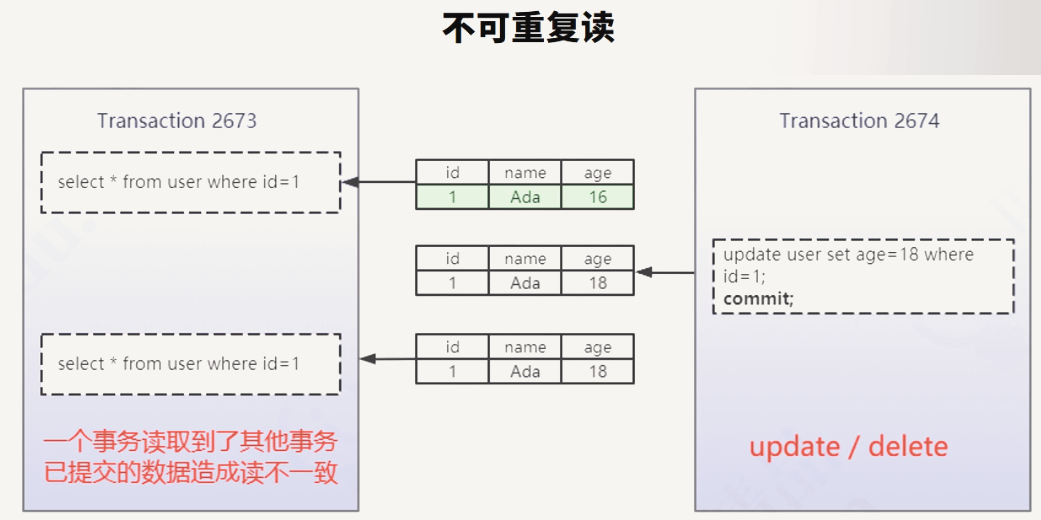 不可重复读
Transaction 2673
Transaction 2674
select * from user where id=1
id name age
1 Ada 16
id name age
1 Ada 18
update user set age=18 where
id=1;
commit;
select * from user where id=1
id name age
1 Ada 18
一个事务读取到了其他事务
已提交的数据造成读不一致
update / delete